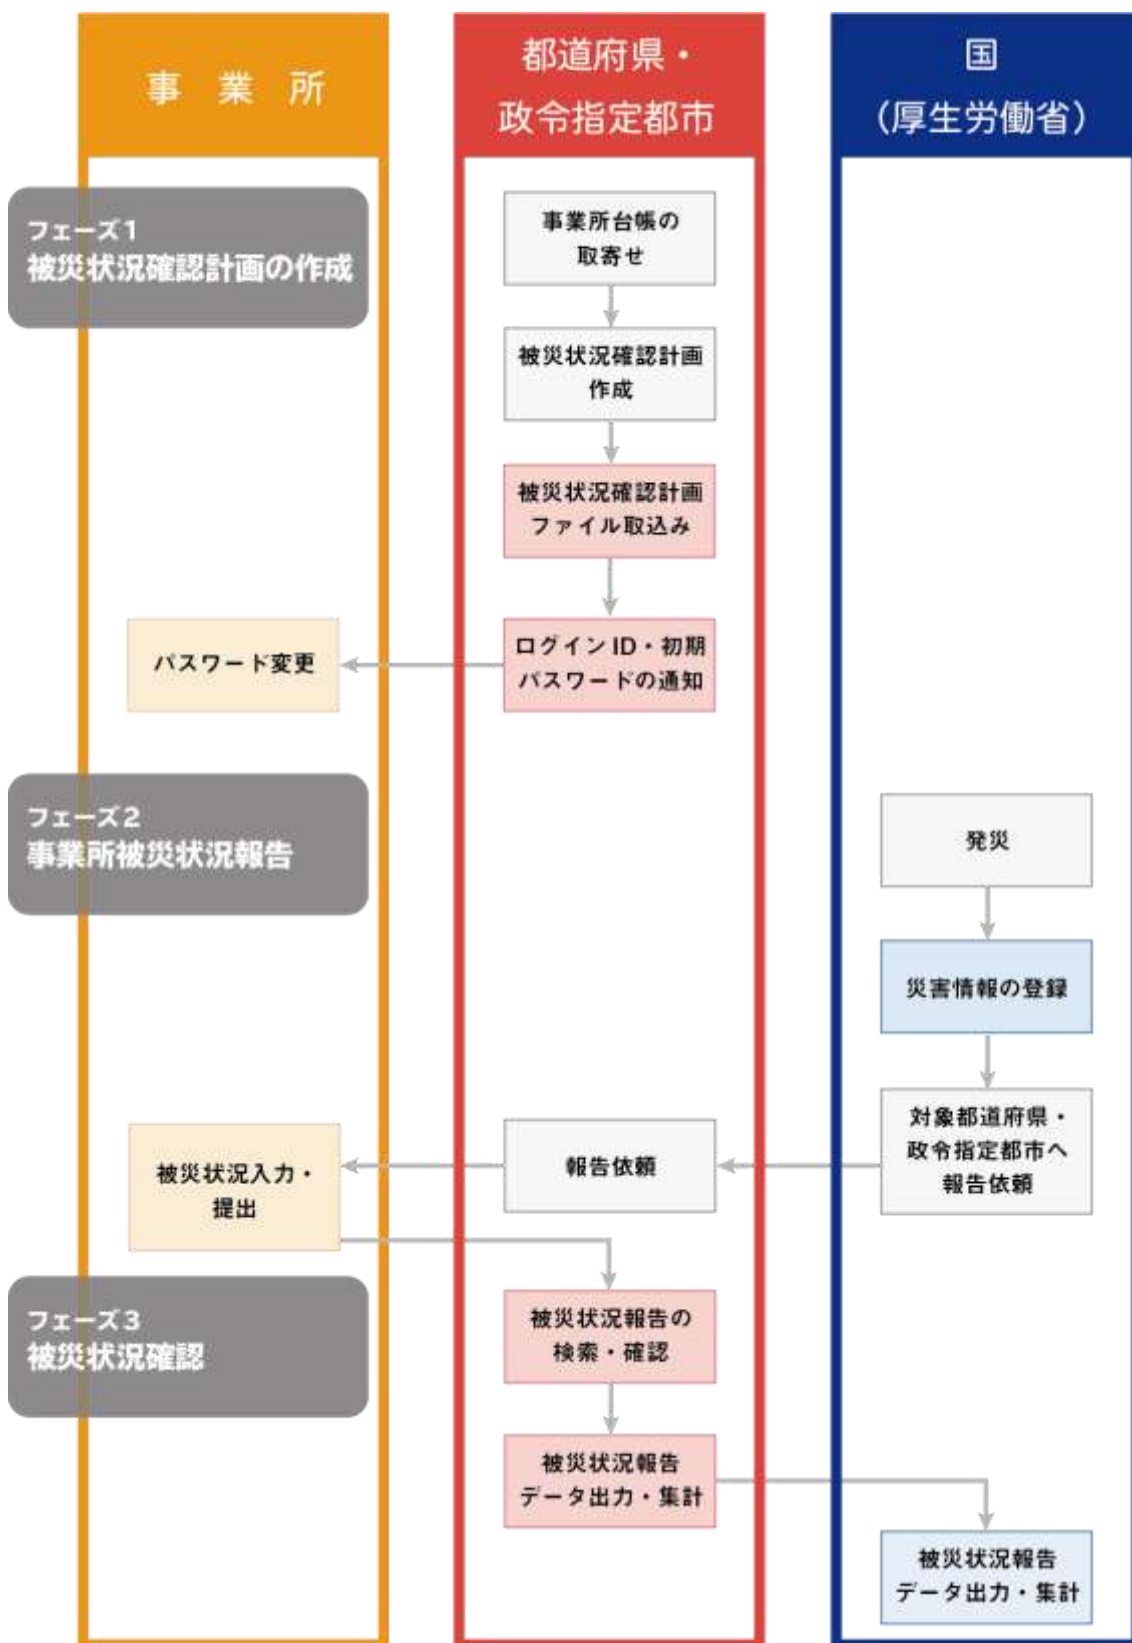 事 業 所
都道府県・
政令指定都市
国
（厚生労働省）
フェーズ1
被災状況確認計画の作成
事業所台帳の
取寄せ
被災状況確認計画
作成
被災状況確認計画
ファイル取込み
ログイン ID・初期
パスワードの通知
パスワード変更
フェーズ2
事業所被災状況報告
発災
災害情報の登録
対象都道府県・
政令指定都市へ
報告依頼
報告依頼
被災状況入力・
提出
フェーズ3
被災状況確認
被災状況報告の
検索・確認
被災状況報告
データ出力・集計
被災状況報告
データ出力・集計